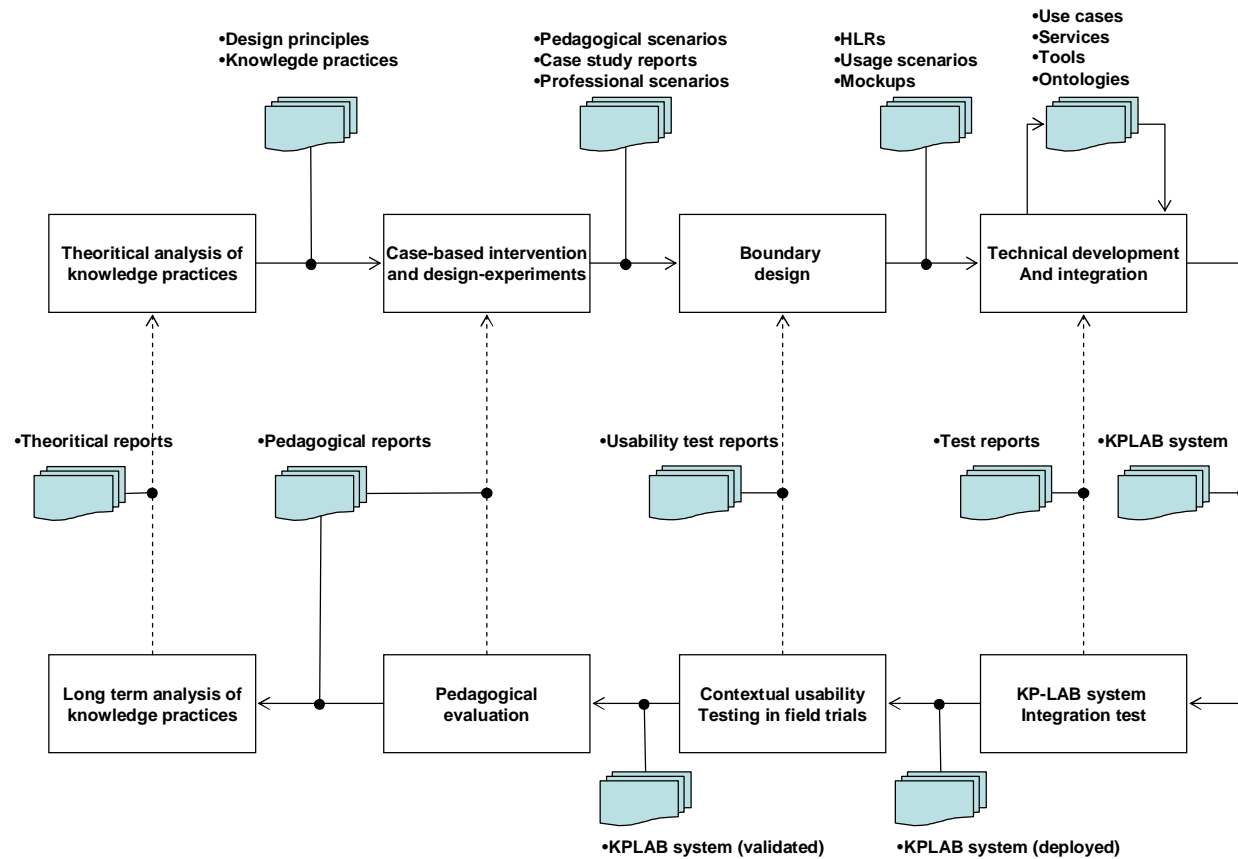 •Design principles
•Knowlegde practices
•Pedagogical scenarios
•Case study reports
•Professional scenarios
•HLRs
•Usage scenarios
•Mockups
•Use cases
•Services
•Tools
•Ontologies
Theoritical analysis of
knowledge practices
Case-based intervention
and design-experiments
Boundary
design
Technical development
And integration
•Theoritical reports
•Pedagogical reports
•Usability test reports
•Test reports
•KPLAB system
Long term analysis of
knowledge practices
Pedagogical
evaluation
Contextual usability
Testing in field trials
KP-LAB system
Integration test
•KPLAB system (validated)
•KPLAB system (deployed)